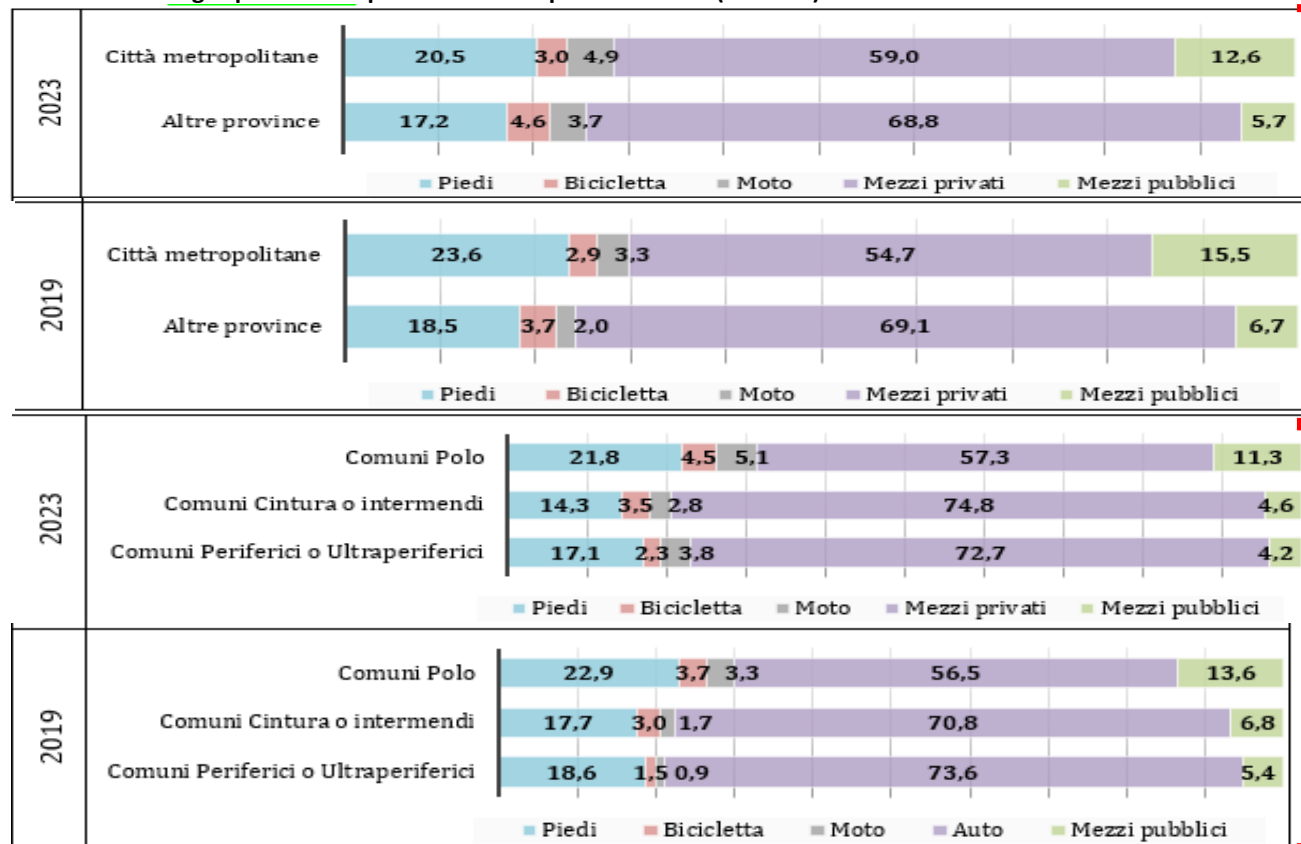 2023
Città metropolitane 20,5 3,0 4,9 59,0 12,6
Altre province 17,2 4,6 3,7 68,8 5,7
Piedi Bicicletta Moto Mezzi privati Mezzi pubblici
2019
Città metropolitane 23,6 2,9 3,3 54,7 15,5
Altre province 18,5 3,7 2,0 69,1 6,7
Piedi Bicicletta Moto Mezzi privati Mezzi pubblici
2023
Comuni Polo 21,8 4,5 5,1 57,3 11,3
Comuni Cintura o intermendi 14,3 3,5 2,8 74,8 4,6
Comuni Periferici o Ultraperiferici 17,1 2,3 3,8 72,7 4,2
Piedi Bicicletta Moto Mezzi privati Mezzi pubblici
2019
Comuni Polo 22,9 3,7 3,3 56,5 13,6
Comuni Cintura o intermendi 17,7 3,0 1,7 70,8 6,8
Comuni Periferici o Ultraperiferici 18,6 1,5 0,9 73,6 5,4
Piedi Bicicletta Moto Auto Mezzi pubblici